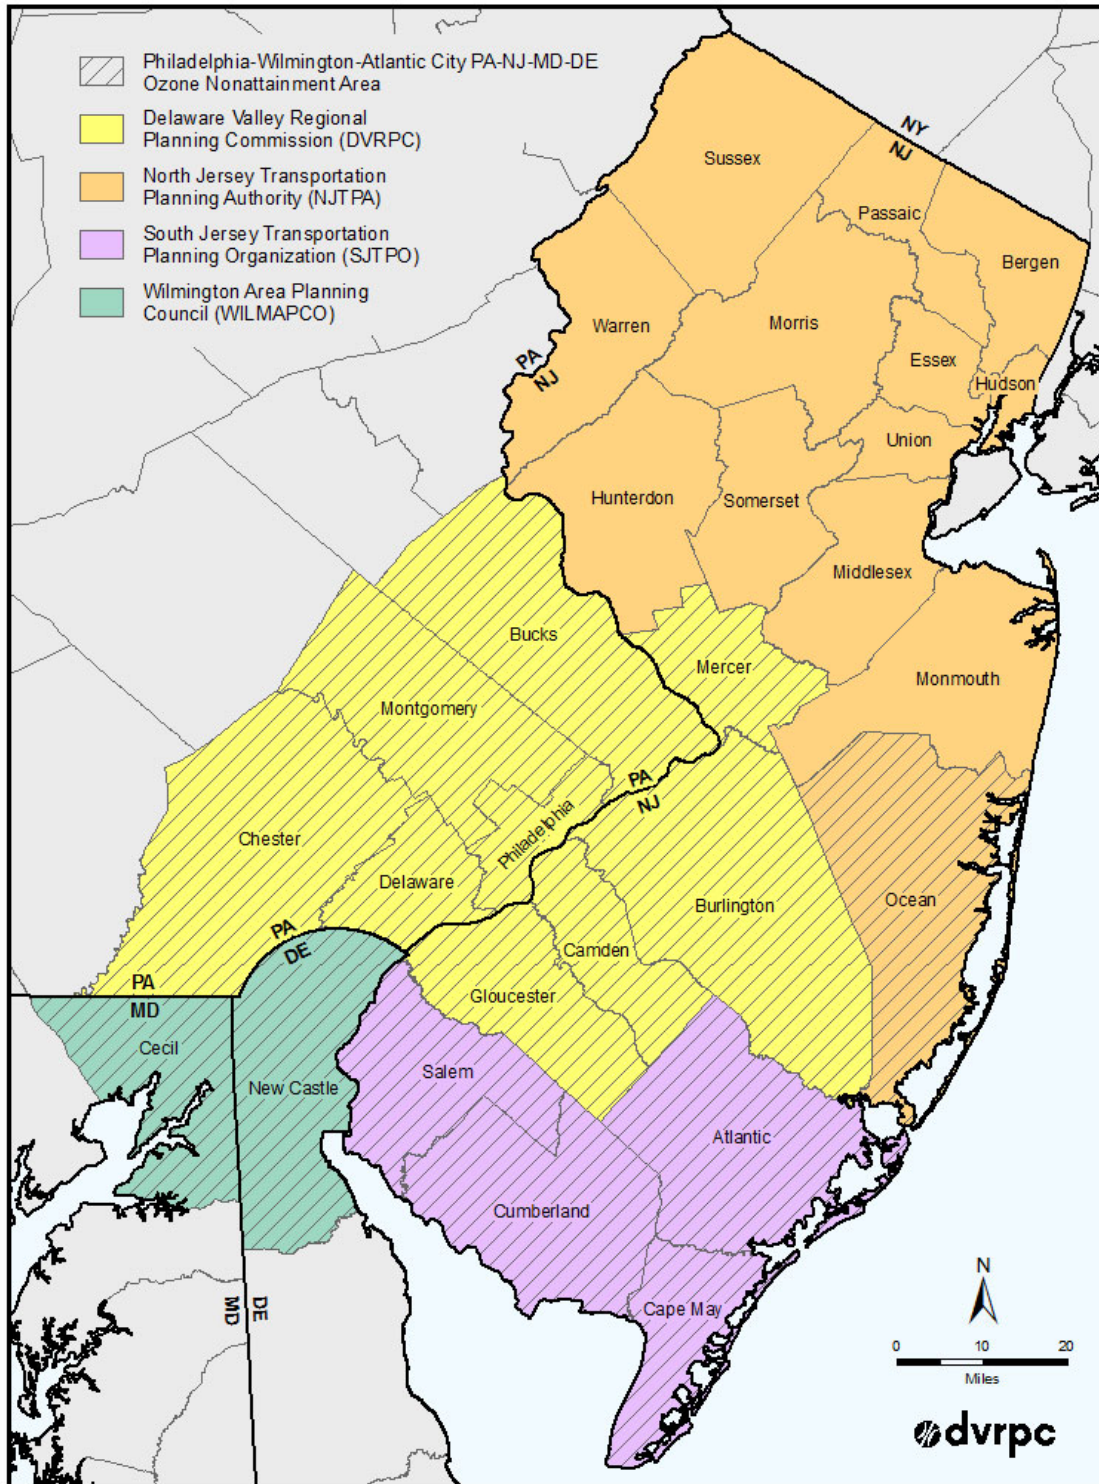 Philadelphia-Wilmington-Atlantic City PA-NJ-MD-DE
Ozone Nonattainment Area
Delaware Valley Regional
Planning Commission (DVRPC)
North Jersey Transportation
Planning Authority (NJTPA)
South Jersey Transportation
Planning Organization (SJTPO)
Wilmington Area Planning
Council (WILMAPCO)
NY
NJ
Sussex
Passaic
Bergen
Warren
Morris
PA
NJ
Essex
Hudson
Union
Hunterdon
Somerset
Middlesex
Bucks
Mercer
Monmouth
Montgomery
PA
NJ
Philadelphia
Chester
Delaware
Ocean
Burlington
Camden
PA
DE
Gloucester
PA
MD
Cecil
Salem
New Castle
Atlantic
Cumberland
Cape May
MD
DE
N
0 10 20
Miles
dvrpc